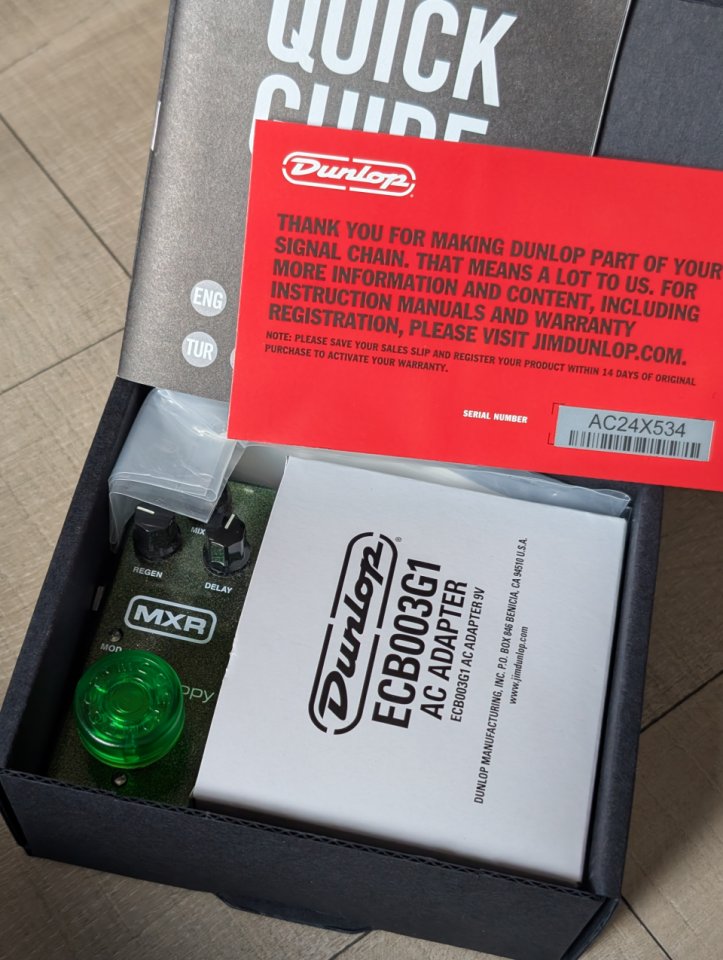 QUICK
GUIDE
ENG
TUR
Dunlop
THANK YOU FOR MAKING DUNLOP PART OF YOUR
SIGNAL CHAIN. THAT MEANS A LOT TO US. FOR
MORE INFORMATION AND CONTENT, INCLUDING
INSTRUCTION MANUALS AND WARRANTY
REGISTRATION, PLEASE VISIT JIMDUNLOP.COM.
NOTE: PLEASE SAVE YOUR SALES SLIP AND REGISTER YOUR PRODUCT WITHIN 14 DAYS OF ORIGINAL
PURCHASE TO ACTIVATE YOUR WARRANTY.
SERIAL NUMBER
AC24X534
MIX
REGEN
DELAY
MXR
MOD
opy
Dunlop®
ECB003G1
AC ADAPTER
ECB003G1 AC ADAPTER 9V
DUNLOP MANUFACTURING, INC. P.O. BOX 846 BENICIA, CA 94510 U.S.A.
www.jimdunlop.com